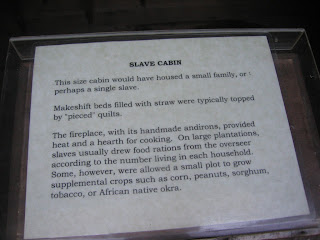 SLAVE CABIN
This size cabin would have housed a small family, or
perhaps a single slave.
Makeshift beds filled with straw were typically topped
by "pieced" quilts.
The fireplace, with its handmade andirons, provided
heat and a hearth for cooking. On large plantations,
slaves usually drew food rations from the overseer
according to the number living in each household.
Some, however, were allowed a small plot to grow
supplemental crops such as corn, peanuts, sorghum,
tobacco, or African native okra.